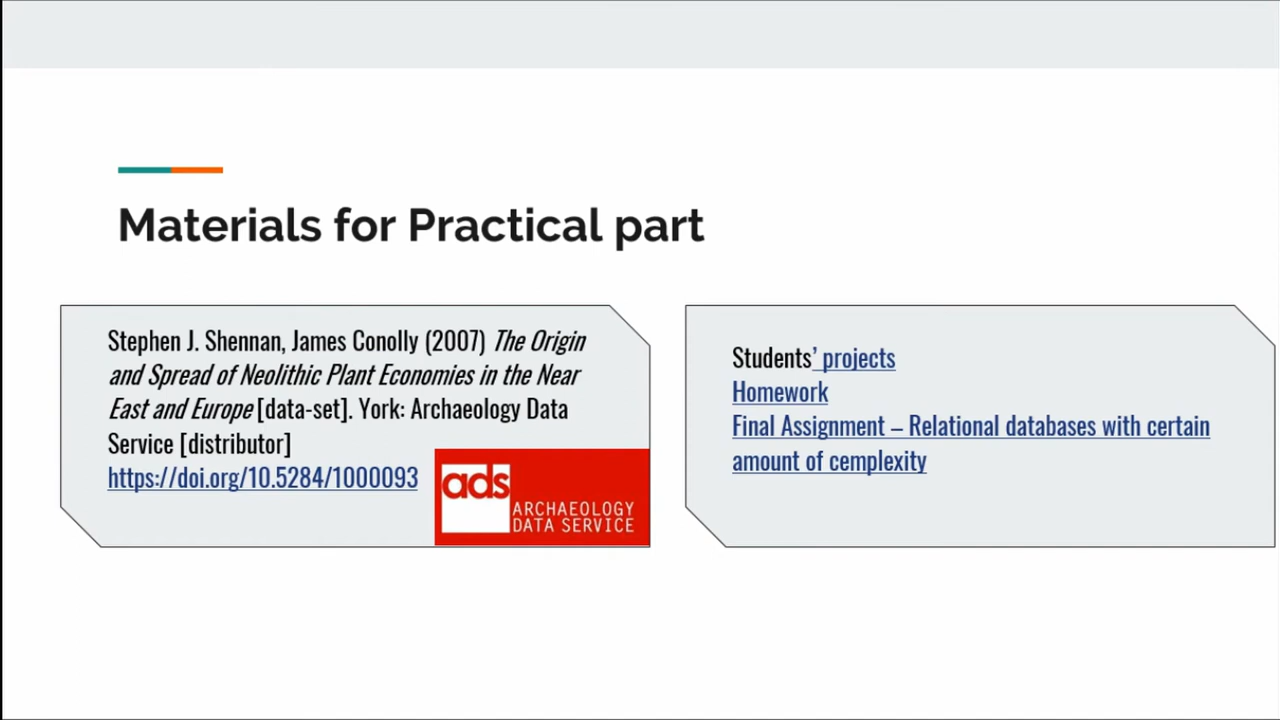 Materials for Practical part
Stephen J. Shennan, James Conolly (2007) The Origin
and Spread of Neolithic Plant Economies in the Near
East and Europe [data-set]. York: Archaeology Data
Service [distributor]
https://doi.org/10.5284/1000093
ads
ARCHAEOLOGY
DATA SERVICE
Students’ projects
Homework
Final Assignment – Relational databases with certain
amount of cemplexity